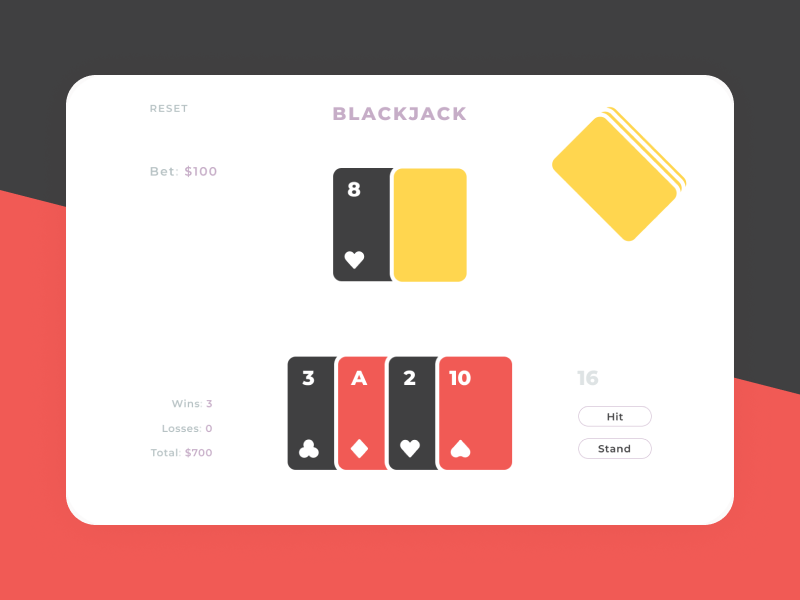 RESET
BLACKJACK
Bet: $100
8
3 A 2 10
16
Hit
Stand
Wins: 3
Losses: 0
Total: $700